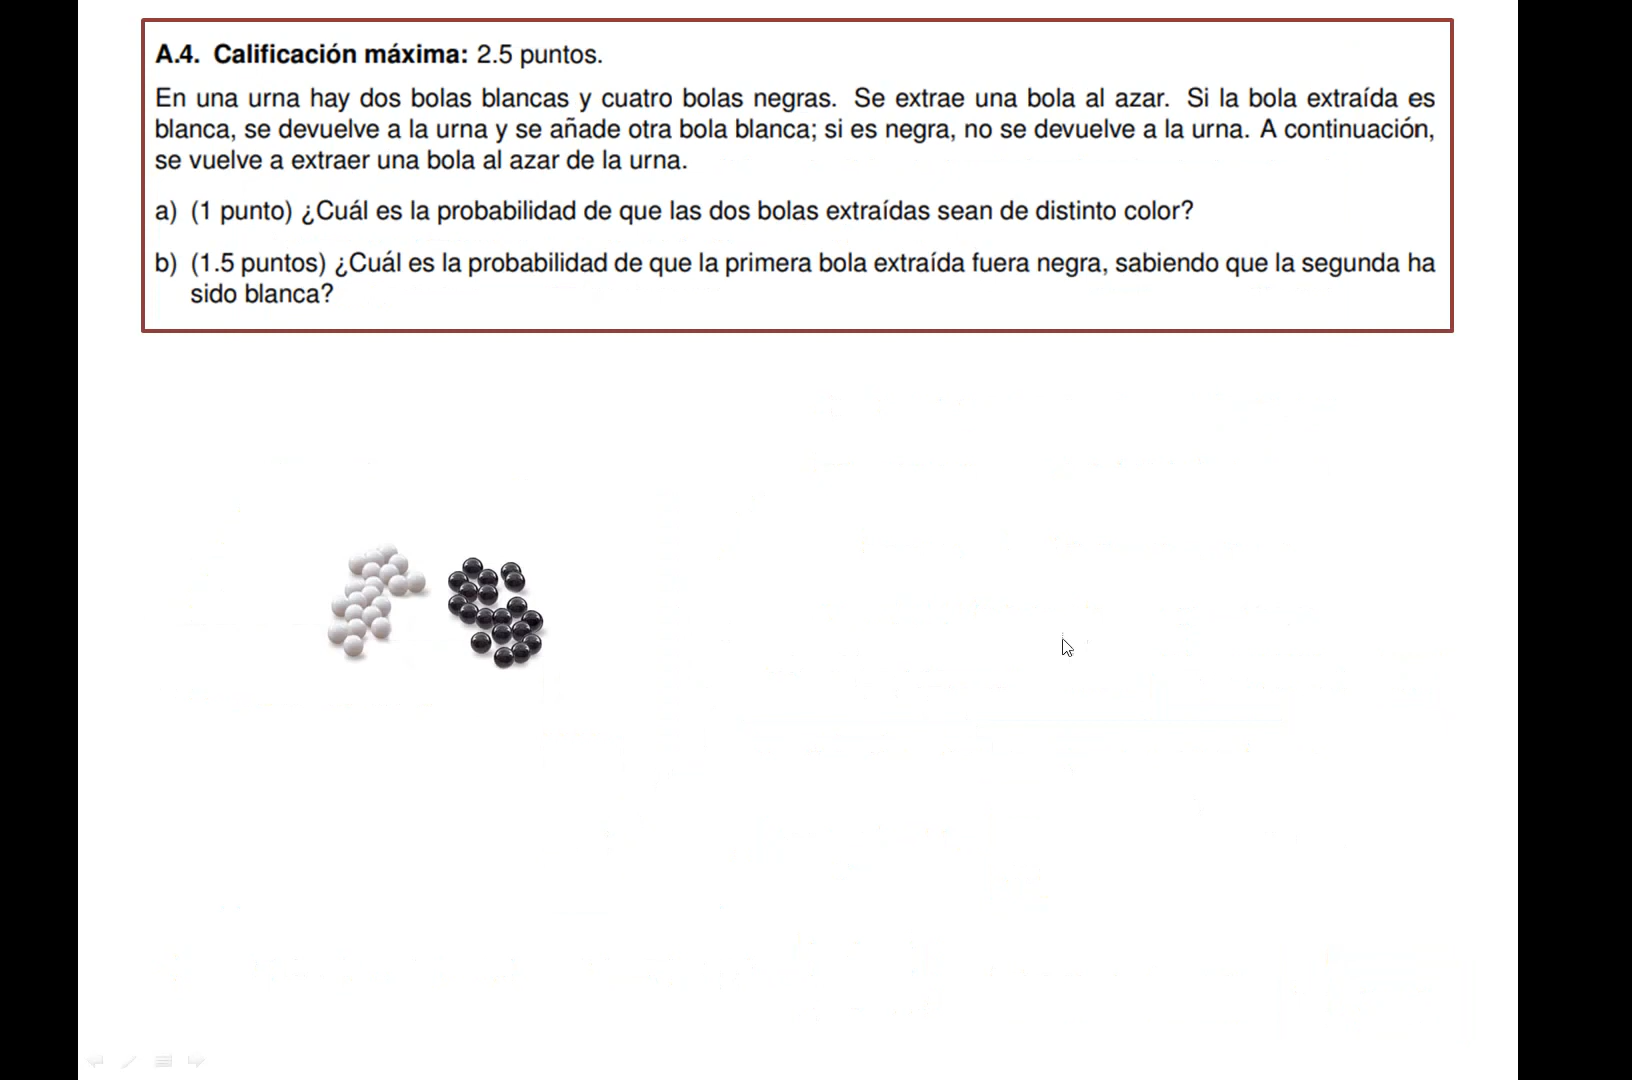 A.4. Calificación máxima: 2.5 puntos.
En una urna hay dos bolas blancas y cuatro bolas negras. Se extrae una bola al azar. Si la bola extraída es
blanca, se devuelve a la urna y se añade otra bola blanca; si es negra, no se devuelve a la urna. A continuación,
se vuelve a extraer una bola al azar de la urna.
a) (1 punto) ¿Cuál es la probabilidad de que las dos bolas extraídas sean de distinto color?
b) (1.5 puntos) ¿Cuál es la probabilidad de que la primera bola extraída fuera negra, sabiendo que la segunda ha
sido blanca?